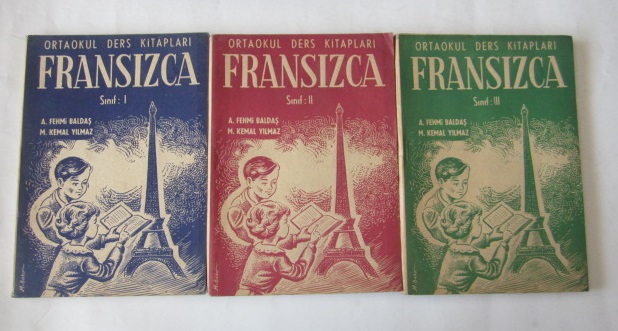 ORTAOKUL DERS KİTAPLARI
FRANSIZCA
Sınıf : I
A. FEHMİ BALDAŞ
M. KEMAL YILMAZ
ORTAOKUL DERS KİTAPLARI
FRANSIZCA
Sınıf : II
A. FEHMİ BALDAŞ
M. KEMAL YILMAZ
ORTAOKUL DERS KİTAPLARI
FRANSIZCA
Sınıf : III
A. FEHMİ BALDAŞ
M. KEMAL YILMAZ